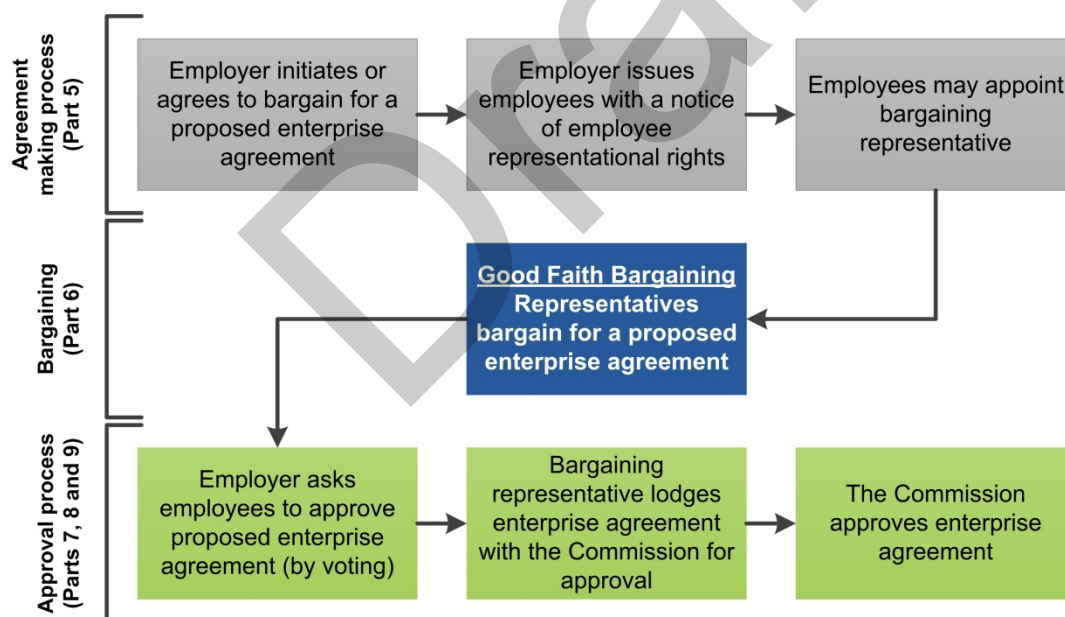 Agreement
making process
(Part 5)
Employer initiates or
agrees to bargain for a
proposed enterprise
agreement
Employer issues
employees with a notice
of employee
representational rights
Employees may appoint
bargaining
representative
Bargaining
(Part 6)
Good Faith Bargaining
Representatives
bargain for a proposed
enterprise agreement
Approval process
(Parts 7, 8 and 9)
Employer asks
employees to approve
proposed enterprise
agreement (by voting)
Bargaining
representative lodges
enterprise agreement
with the Commission for
approval
The Commission
approves enterprise
agreement